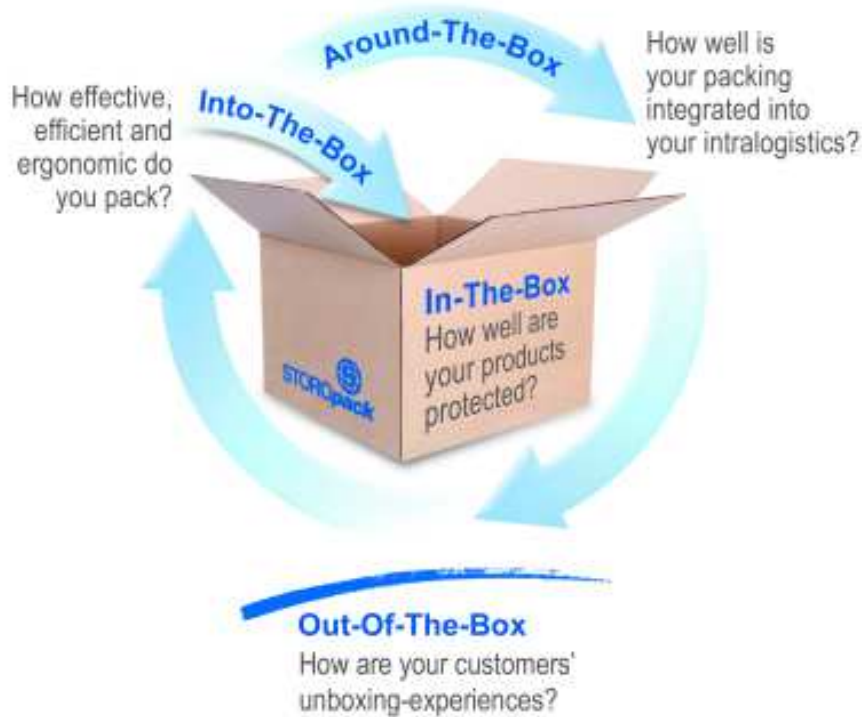 Around-The-Box
How well is
your packing
integrated into
your intralogistics?
Into-The-Box
How effective,
efficient and
ergonomic do
you pack?
In-The-Box
How well are
your products
protected?
STOROpack
Out-Of-The-Box
How are your customers'
unboxing-experiences?